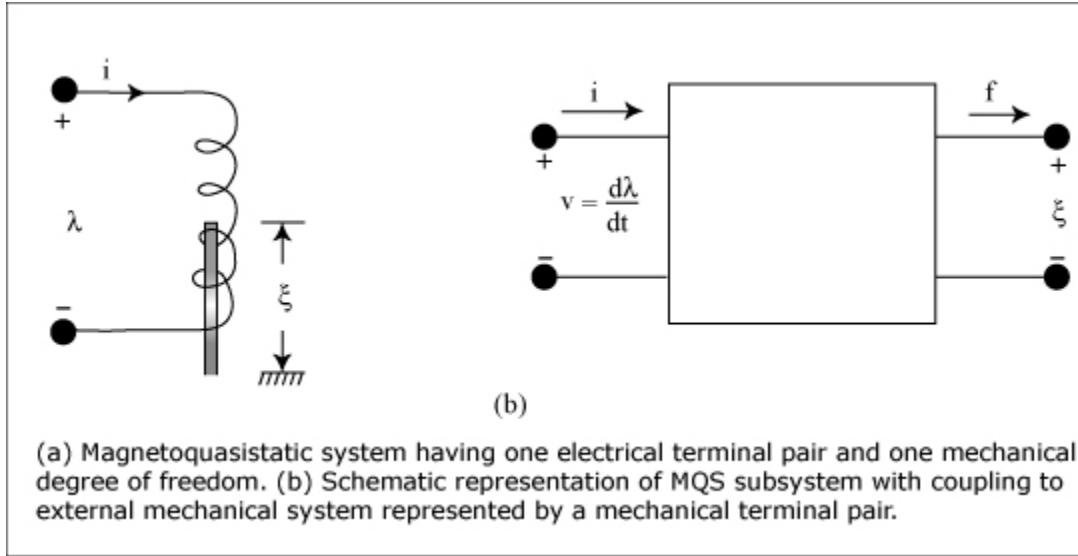 i
+
λ
−
ξ
i
+
v = dλ/dt
−
f
+
ξ
−
(b)
(a) Magnetoquasistatic system having one electrical terminal pair and one mechanical
degree of freedom. (b) Schematic representation of MQS subsystem with coupling to
external mechanical system represented by a mechanical terminal pair.